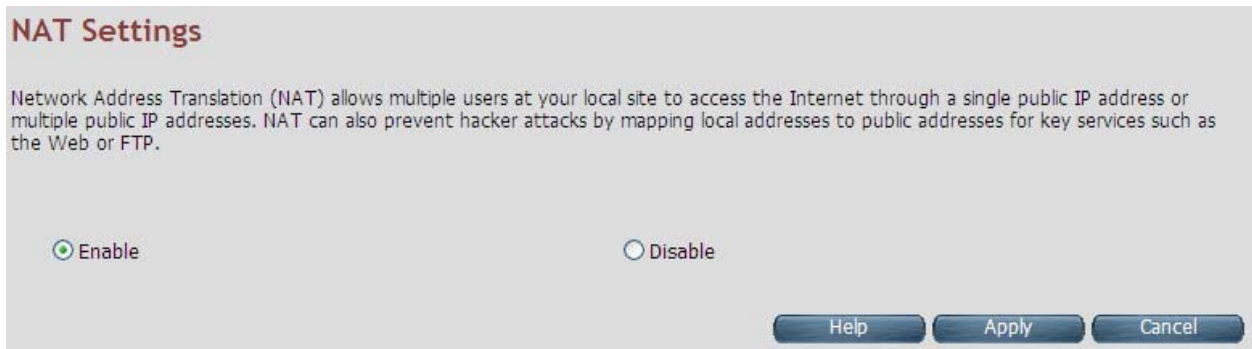 NAT Settings
Network Address Translation (NAT) allows multiple users at your local site to access the Internet through a single public IP address or
multiple public IP addresses. NAT can also prevent hacker attacks by mapping local addresses to public addresses for key services such as
the Web or FTP.
Enable Disable
Help Apply Cancel